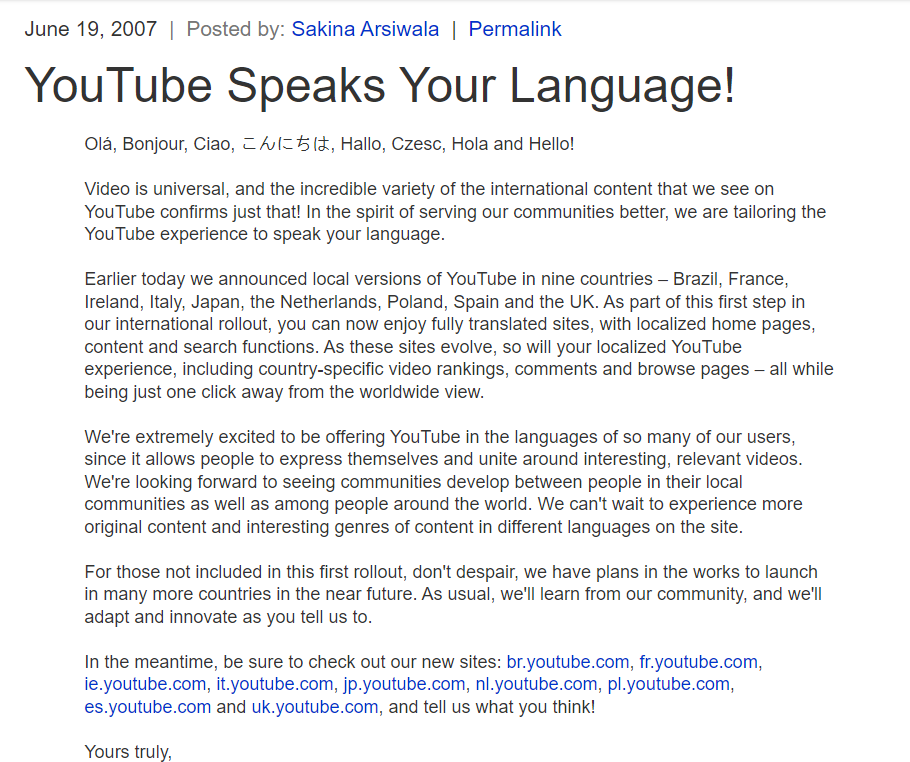 June 19, 2007 | Posted by: Sakina Arsiwala | Permalink
YouTube Speaks Your Language!
Olá, Bonjour, Ciao, こんにちは, Hallo, Czesc, Hola and Hello!
Video is universal, and the incredible variety of the international content that we see on
YouTube confirms just that! In the spirit of serving our communities better, we are tailoring the
YouTube experience to speak your language.
Earlier today we announced local versions of YouTube in nine countries – Brazil, France,
Ireland, Italy, Japan, the Netherlands, Poland, Spain and the UK. As part of this first step in
our international rollout, you can now enjoy fully translated sites, with localized home pages,
content and search functions. As these sites evolve, so will your localized YouTube
experience, including country-specific video rankings, comments and browse pages – all while
being just one click away from the worldwide view.
We're extremely excited to be offering YouTube in the languages of so many of our users,
since it allows people to express themselves and unite around interesting, relevant videos.
We're looking forward to seeing communities develop between people in their local
communities as well as among people around the world. We can't wait to experience more
original content and interesting genres of content in different languages on the site.
For those not included in this first rollout, don't despair, we have plans in the works to launch
in many more countries in the near future. As usual, we'll learn from our community, and we'll
adapt and innovate as you tell us to.
In the meantime, be sure to check out our new sites: br.youtube.com, fr.youtube.com,
ie.youtube.com, it.youtube.com, jp.youtube.com, nl.youtube.com, pl.youtube.com,
es.youtube.com and uk.youtube.com, and tell us what you think!
Yours truly,